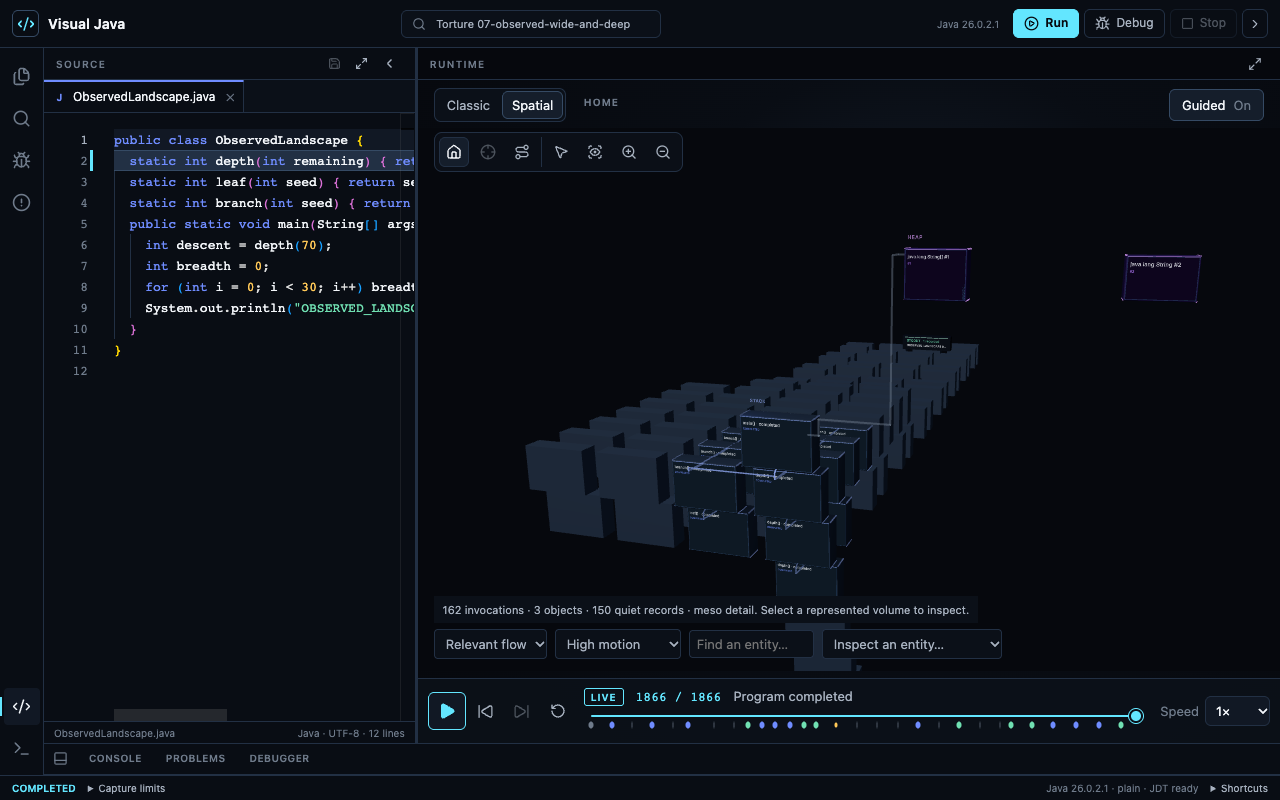 Visual Java
Torture 07-observed-wide-and-deep
Java 26.0.2.1
Run
Debug
Stop
SOURCE
RUNTIME
J ObservedLandscape.java
Classic
Spatial
HOME
Guided On
1 public class ObservedLandscape {
2 static int depth(int remaining) { ret
3 static int leaf(int seed) { return se
4 static int branch(int seed) { return
5 public static void main(String[] args
6 int descent = depth(70);
7 int breadth = 0;
8 for (int i = 0; i < 30; i++) breadt
9 System.out.println("OBSERVED_LANDSC
10 }
11 }
12
HEAP
java.lang.String[] #1
java.lang.String #2
STACK
main() · completed
162 invocations · 3 objects · 150 quiet records · meso detail. Select a represented volume to inspect.
Relevant flow
High motion
Find an entity...
Inspect an entity...
LIVE
1866 / 1866
Program completed
Speed
1×
ObservedLandscape.java
Java · UTF-8 · 12 lines
CONSOLE
PROBLEMS
DEBUGGER
COMPLETED
Capture limits
Java 26.0.2.1 · plain · JDT ready
Shortcuts